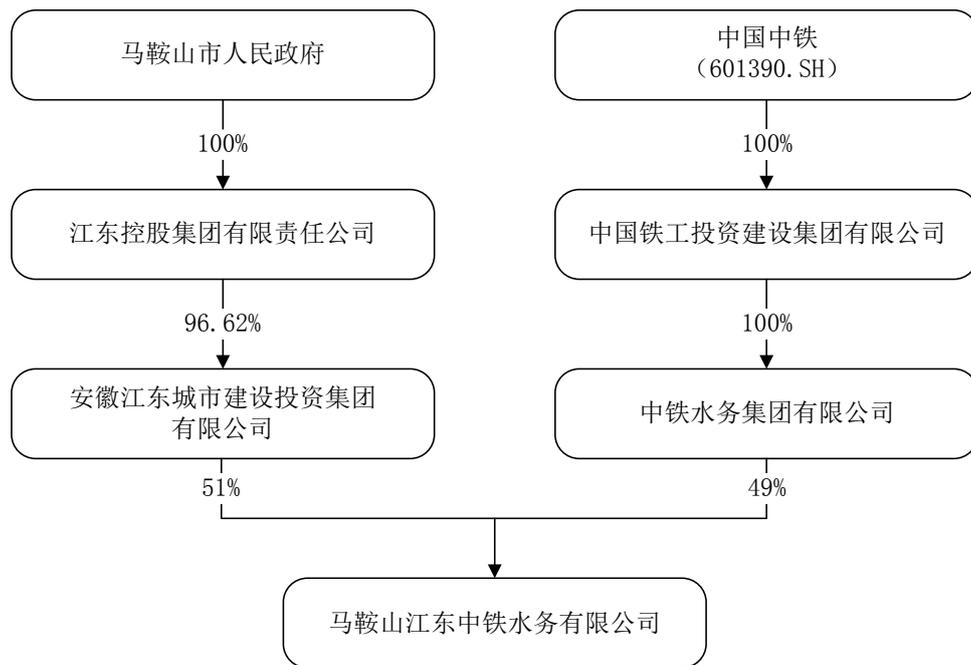 马鞍山市人民政府
中国中铁
（601390.SH）
100%
100%
江东控股集团有限责任公司
中国铁工投资建设集团有限公司
96.62%
100%
安徽江东城市建设投资集团
有限公司
中铁水务集团有限公司
51%
49%
马鞍山江东中铁水务有限公司